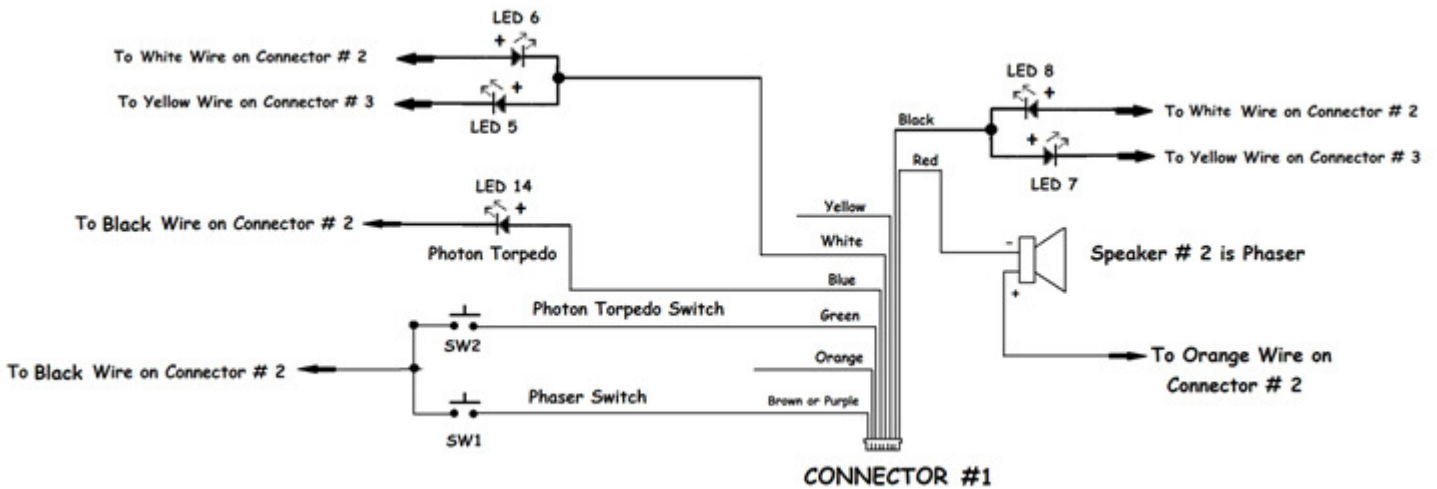 LED 6
+
To White Wire on Connector # 2
To Yellow Wire on Connector # 3
+
LED 5
LED 8
+
To White Wire on Connector # 2
Black
+
To Yellow Wire on Connector # 3
LED 7
Red
LED 14
+
To Black Wire on Connector # 2
Photon Torpedo
Yellow
White
Blue
-
+
Speaker # 2 is Phaser
Photon Torpedo Switch
Green
SW2
To Black Wire on Connector # 2
Orange
To Orange Wire on
Connector # 2
Phaser Switch
Brown or Purple
SW1
CONNECTOR #1